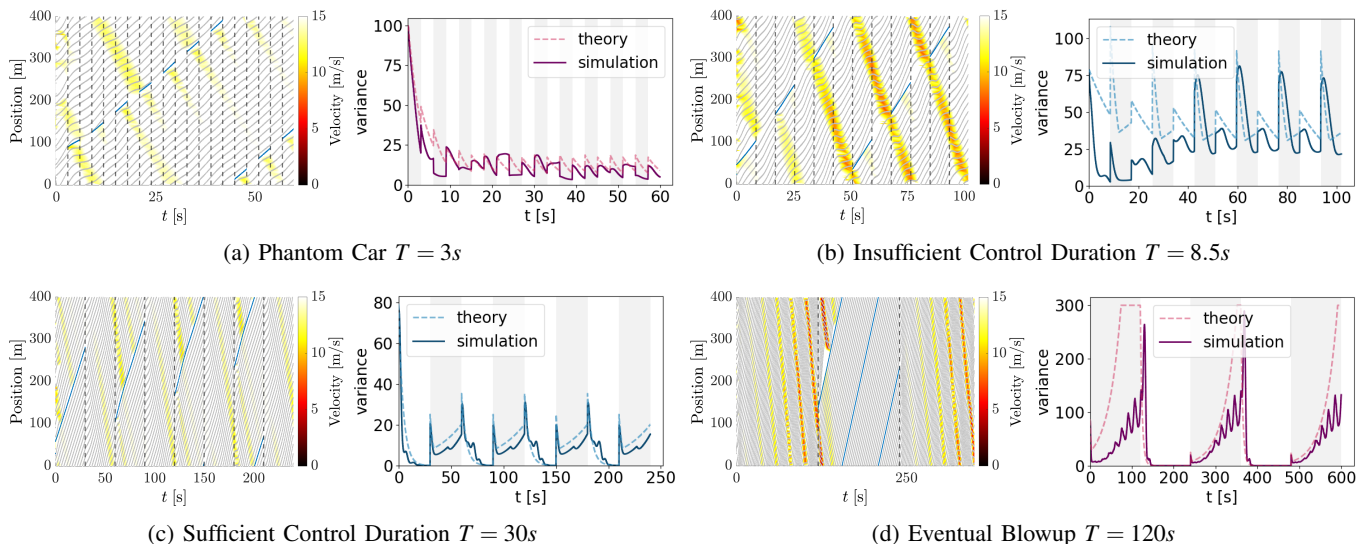 400
300
200
100
0
Position [m]
0
25
50
t [s]
15
10
5
0
Velocity [m/s]
100
75
50
25
0
variance
theory
simulation
0 10 20 30 40 50 60
t [s]
(a) Phantom Car T = 3s
400
300
200
100
0
Position [m]
0
25
50
75
100
t [s]
15
10
5
0
Velocity [m/s]
100
75
50
25
0
variance
theory
simulation
0 20 40 60 80 100
t [s]
(b) Insufficient Control Duration T = 8.5s
400
300
200
100
0
Position [m]
0
50
100
150
200
t [s]
15
10
5
0
Velocity [m/s]
80
60
40
20
0
variance
theory
simulation
0 50 100 150 200 250
t [s]
(c) Sufficient Control Duration T = 30s
400
300
200
100
0
Position [m]
0
250
t [s]
15
10
5
0
Velocity [m/s]
300
200
100
0
variance
theory
simulation
0 100 200 300 400 500 600
t [s]
(d) Eventual Blowup T = 120s